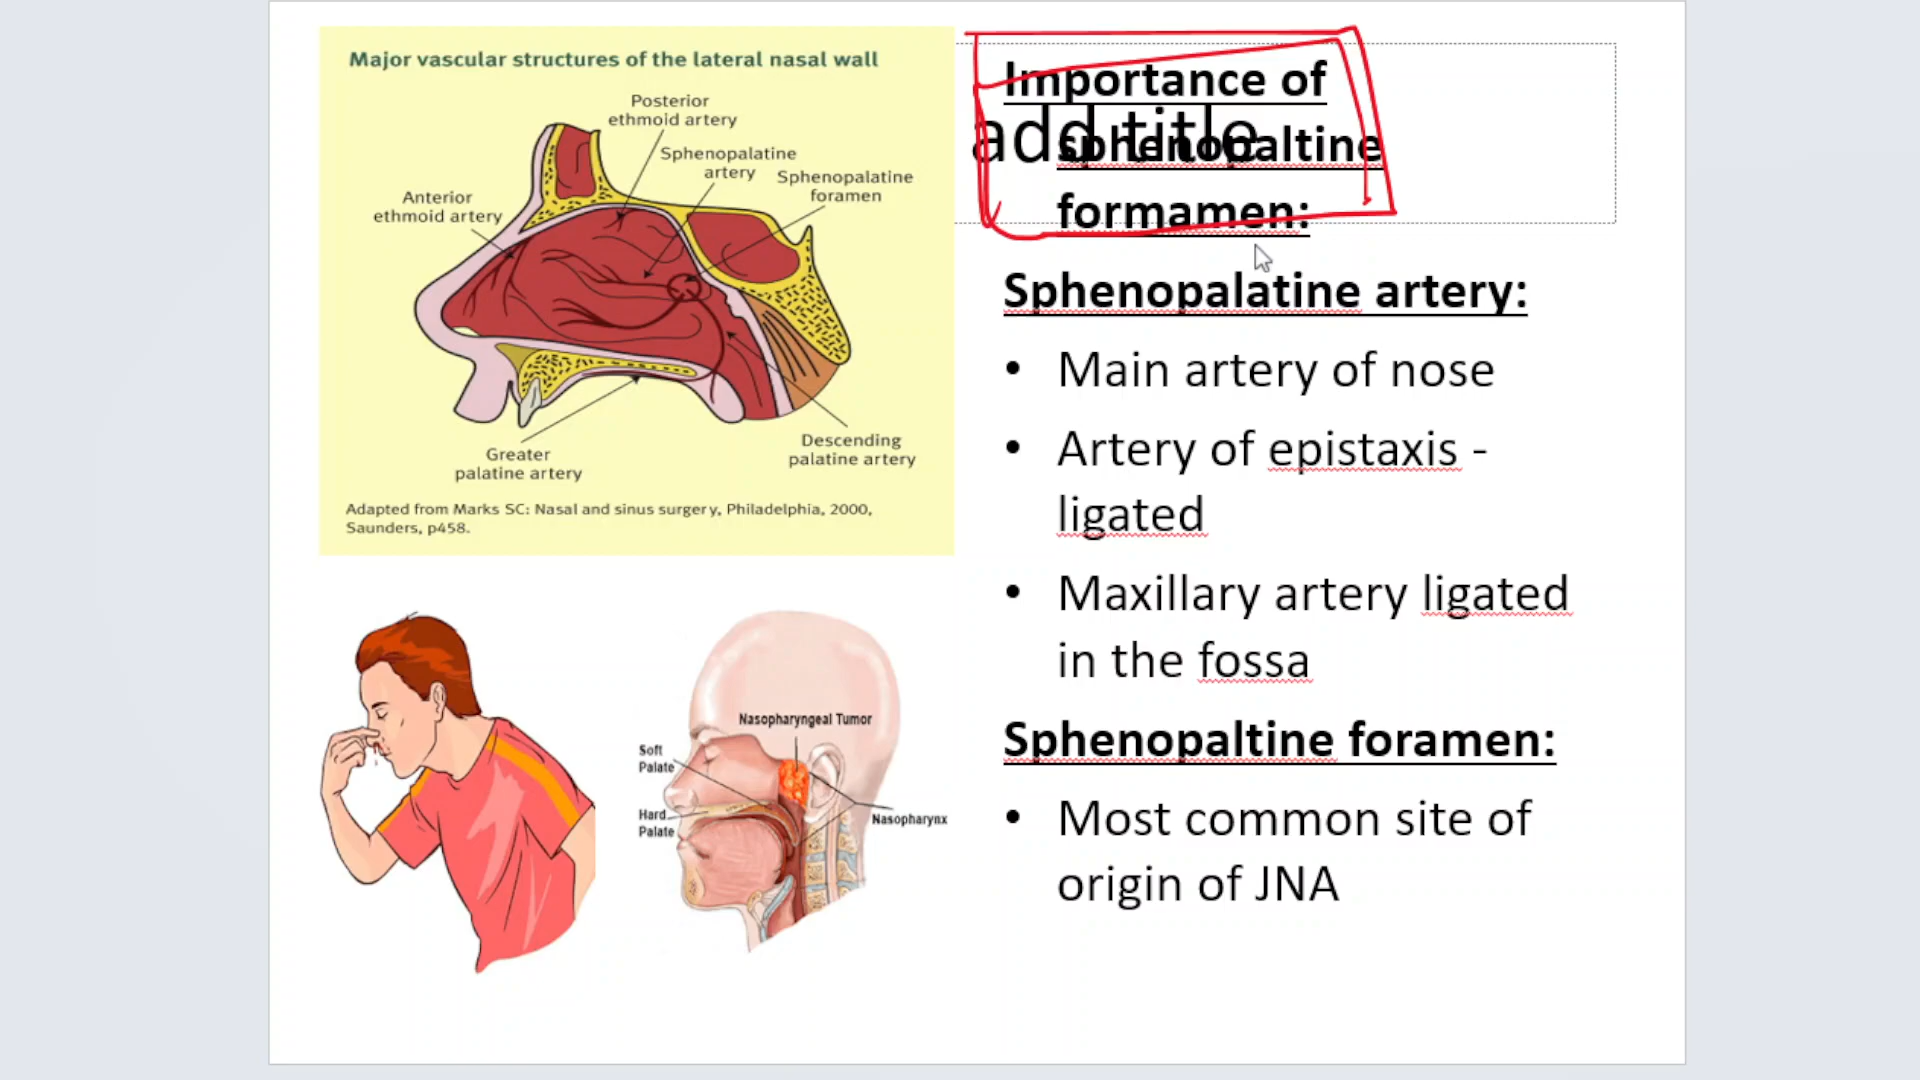 Major vascular structures of the lateral nasal wall
Posterior
ethmoid artery
Sphenopalatine
artery
Sphenopalatine
foramen
Anterior
ethmoid artery
Greater
palatine artery
Descending
palatine artery
Adapted from Marks SC: Nasal and sinus surgery, Philadelphia, 2000,
Saunders, p458.
Nasopharyngeal Tumor
Soft
Palate
Hard
Palate
Nasopharynx
add title
Importance of
sphenopaltine
formamen:
Sphenopalatine artery:
• Main artery of nose
• Artery of epistaxis -
ligated
• Maxillary artery ligated
in the fossa
Sphenopaltine foramen:
• Most common site of
origin of JNA